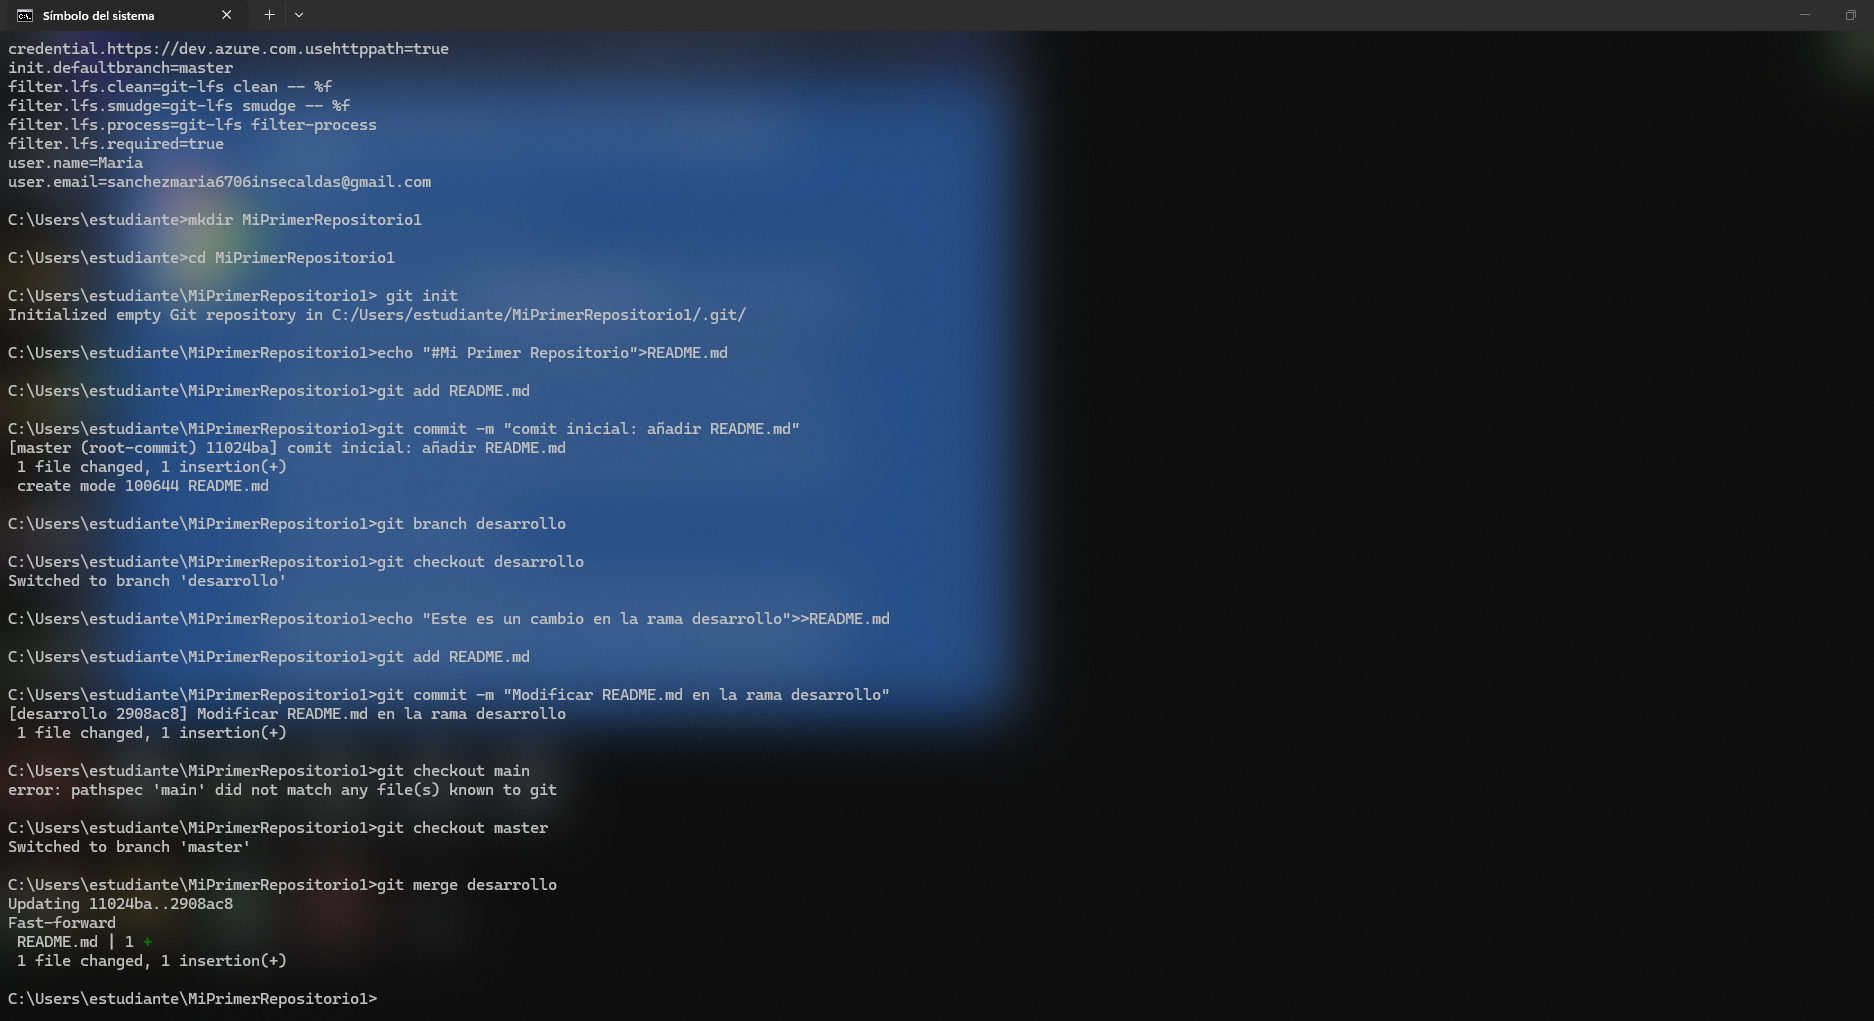 Símbolo del sistema
credential.https://dev.azure.com.usehttppath=true
init.defaultbranch=master
filter.lfs.clean=git-lfs clean -- %f
filter.lfs.smudge=git-lfs smudge -- %f
filter.lfs.process=git-lfs filter-process
filter.lfs.required=true
user.name=Maria
user.email=sanchezmaria6706insecaldas@gmail.com
C:\Users\estudiante>mkdir MiPrimerRepositorio1
C:\Users\estudiante>cd MiPrimerRepositorio1
C:\Users\estudiante\MiPrimerRepositorio1> git init
Initialized empty Git repository in C:/Users/estudiante/MiPrimerRepositorio1/.git/
C:\Users\estudiante\MiPrimerRepositorio1>echo "#Mi Primer Repositorio">README.md
C:\Users\estudiante\MiPrimerRepositorio1>git add README.md
C:\Users\estudiante\MiPrimerRepositorio1>git commit -m "comit inicial: añadir README.md"
[master (root-commit) 11024ba] comit inicial: añadir README.md
1 file changed, 1 insertion(+)
create mode 100644 README.md
C:\Users\estudiante\MiPrimerRepositorio1>git branch desarrollo
C:\Users\estudiante\MiPrimerRepositorio1>git checkout desarrollo
Switched to branch 'desarrollo'
C:\Users\estudiante\MiPrimerRepositorio1>echo "Este es un cambio en la rama desarrollo">>README.md
C:\Users\estudiante\MiPrimerRepositorio1>git add README.md
C:\Users\estudiante\MiPrimerRepositorio1>git commit -m "Modificar README.md en la rama desarrollo"
[desarrollo 2908ac8] Modificar README.md en la rama desarrollo
1 file changed, 1 insertion(+)
C:\Users\estudiante\MiPrimerRepositorio1>git checkout main
error: pathspec 'main' did not match any file(s) known to git
C:\Users\estudiante\MiPrimerRepositorio1>git checkout master
Switched to branch 'master'
C:\Users\estudiante\MiPrimerRepositorio1>git merge desarrollo
Updating 11024ba..2908ac8
Fast-forward
README.md | 1 +
1 file changed, 1 insertion(+)
C:\Users\estudiante\MiPrimerRepositorio1>